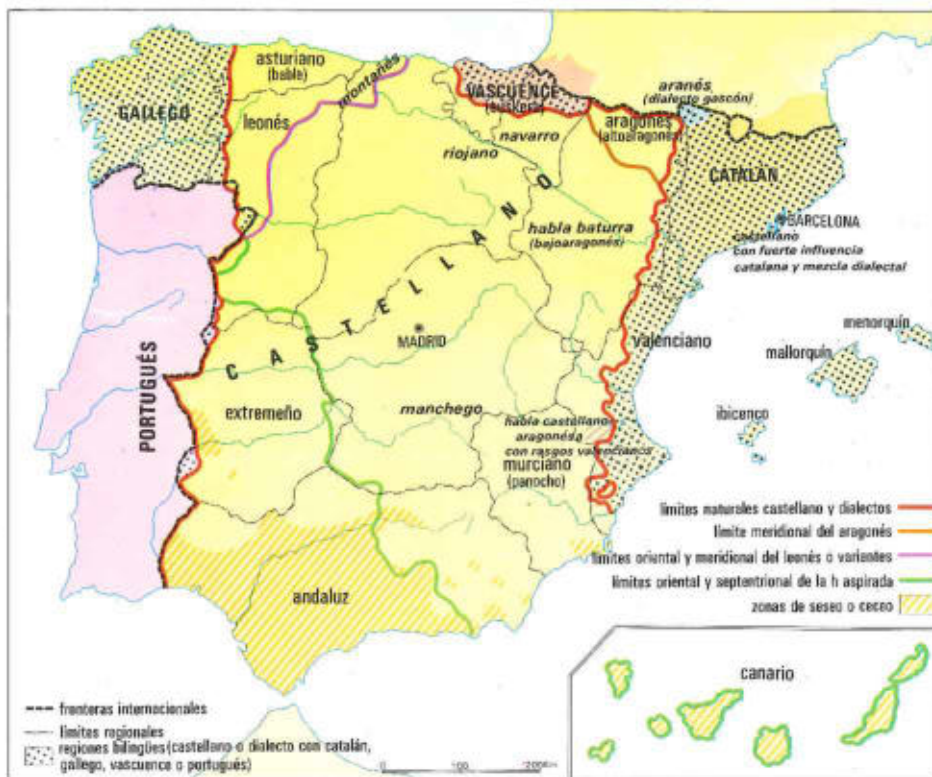 asturiano
(bable)
montañés
GALLEGO
leonés
VASCUENCE
(euskera)
navarro
riojano
aranés
(dialecto gascón)
aragonés
(altoaragonés)
CATALÁN
BARCELONA
castellano
con fuerte influencia
catalana y mezcla dialectal
habla baturra
(bajoaragonés)
CASTELLANO
MADRID
PORTUGUÉS
extremeño
manchego
valenciano
menorquín
mallorquín
ibicenco
habla castellano
aragonesa
con rasgos valencianos
murciano
(panocho)
andaluz
límites naturales castellano y dialectos
límite meridional del aragonés
límites oriental y meridional del leonés o variantes
límites oriental y septentrional de la h aspirada
zonas de seseo o ceceo
canario
fronteras internacionales
límites regionales
regiones bilingües (castellano o dialecto con catalán,
gallego, vascuence o portugués)
0 100 200 Km